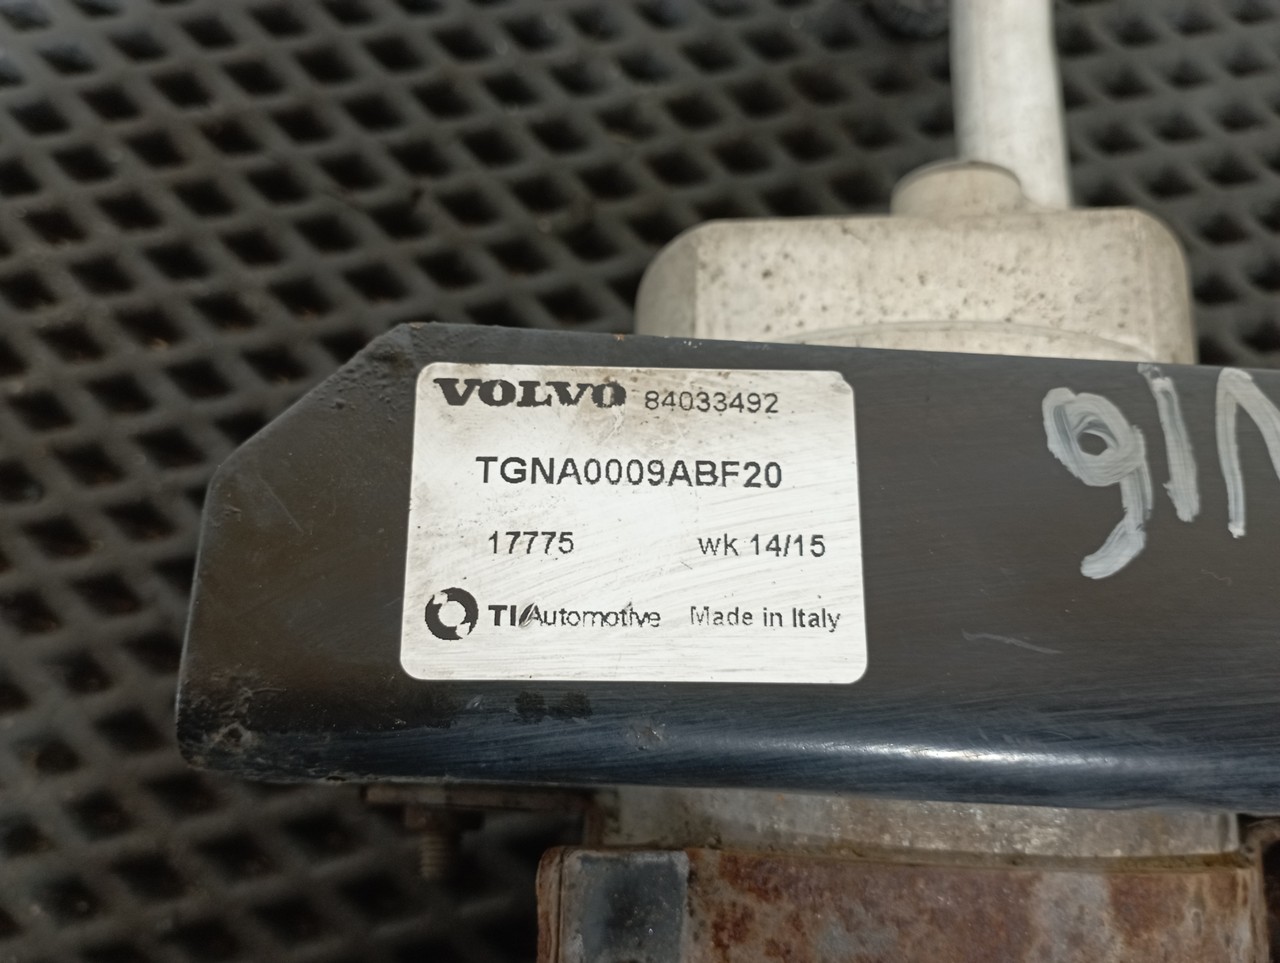 VOLVO 84033492
TGNA0009ABF20
17775 wk 14/15
TI Automotive Made in Italy